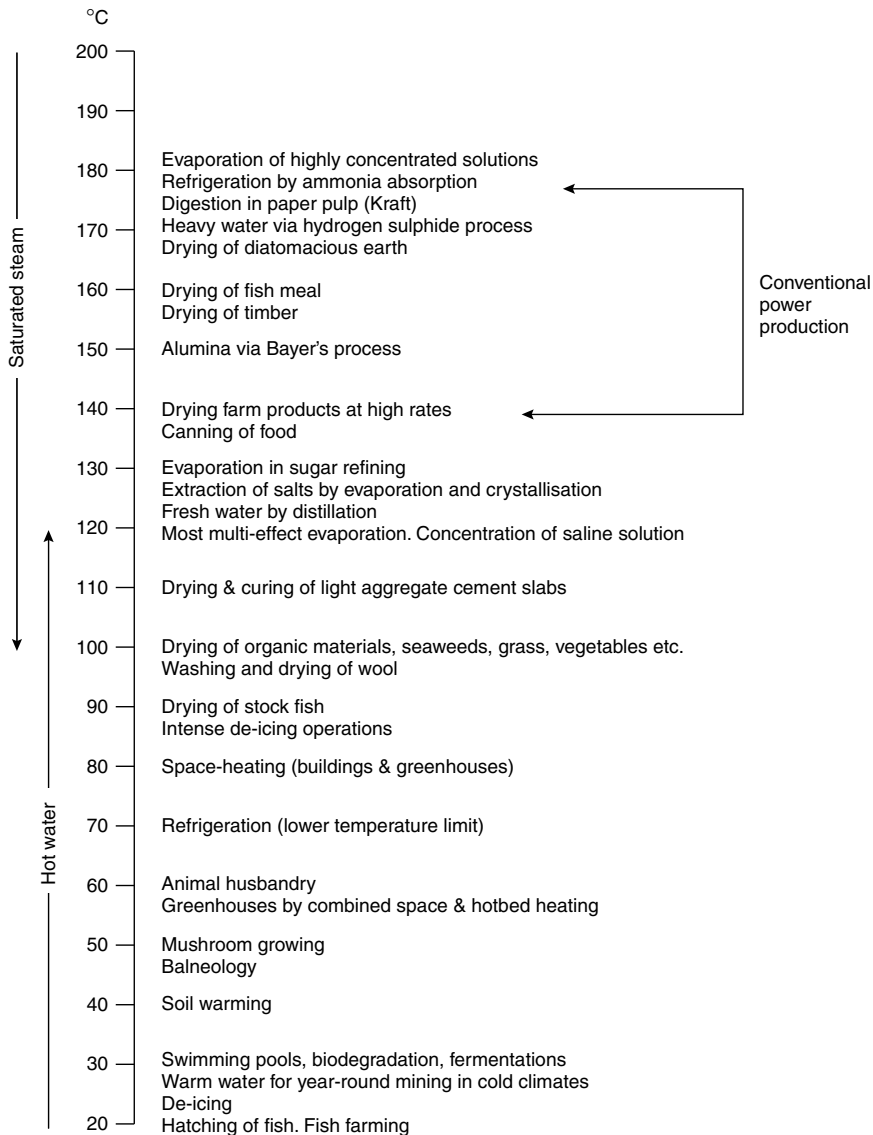 °C
200
190
Evaporation of highly concentrated solutions
180
Refrigeration by ammonia absorption
Digestion in paper pulp (Kraft)
170
Heavy water via hydrogen sulphide process
Drying of diatomacious earth
160
Drying of fish meal
Drying of timber
150
Alumina via Bayer's process
140
Drying farm products at high rates
Canning of food
130
Evaporation in sugar refining
Extraction of salts by evaporation and crystallisation
Fresh water by distillation
120
Most multi-effect evaporation. Concentration of saline solution
110
Drying & curing of light aggregate cement slabs
100
Drying of organic materials, seaweeds, grass, vegetables etc.
Washing and drying of wool
90
Drying of stock fish
Intense de-icing operations
80
Space-heating (buildings & greenhouses)
70
Refrigeration (lower temperature limit)
60
Animal husbandry
Greenhouses by combined space & hotbed heating
50
Mushroom growing
Balneology
40
Soil warming
30
Swimming pools, biodegradation, fermentations
Warm water for year-round mining in cold climates
De-icing
20
Hatching of fish. Fish farming
Saturated steam
Hot water
Conventional
power
production